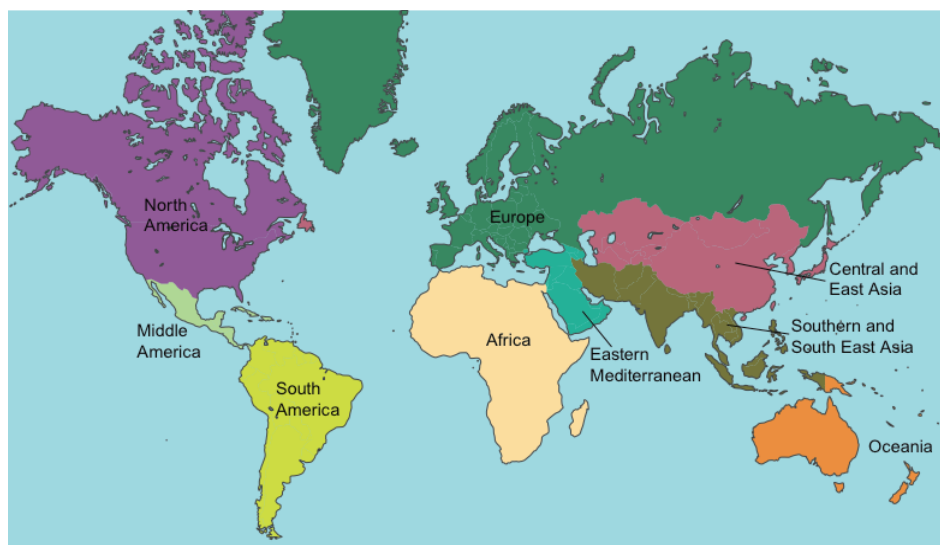 North
America
Europe
Central and
East Asia
Middle
America
Africa
Eastern
Mediterranean
Southern and
South East Asia
South
America
Oceania